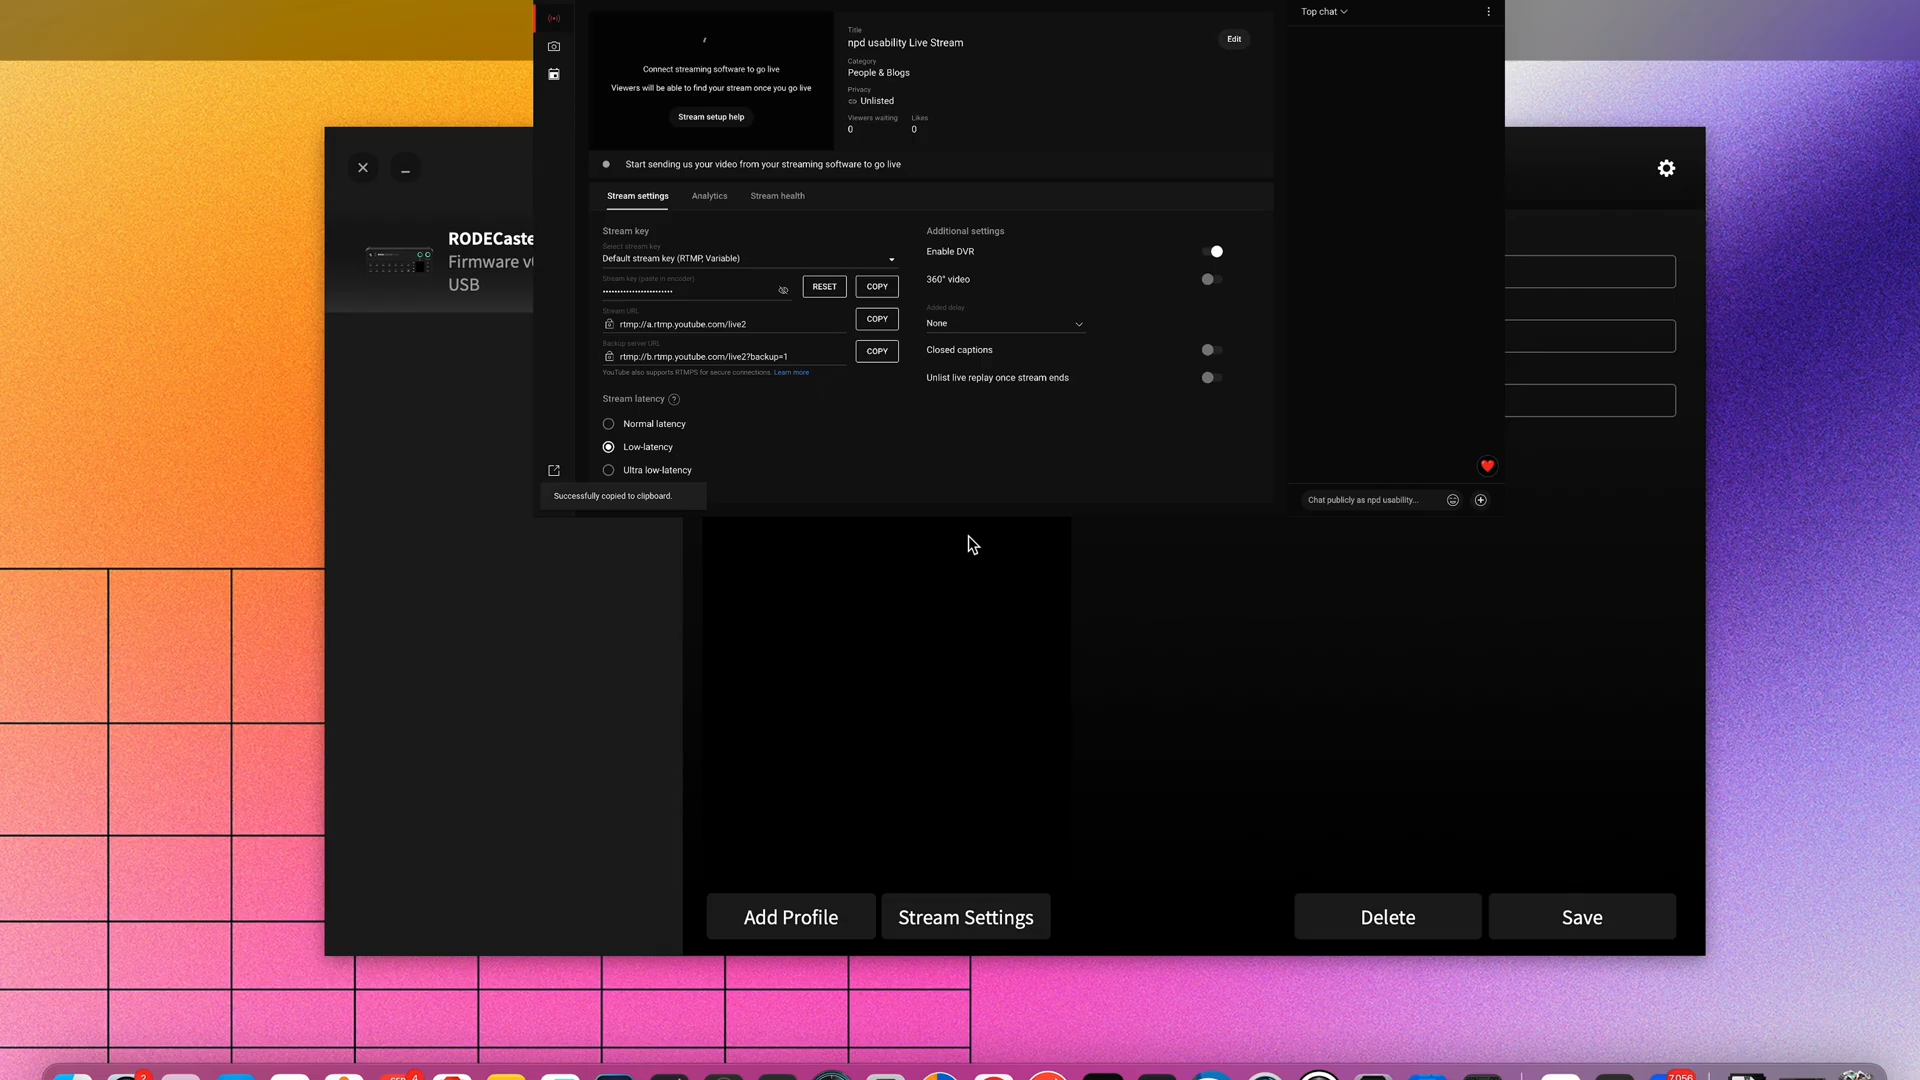 Top chat
Title
npd usability Live Stream
Edit
Category
People & Blogs
Connect streaming software to go live
Viewers will be able to find your stream once you go live
Privacy
Unlisted
Stream setup help
Viewers waiting
Likes
0
0
Start sending us your video from your streaming software to go live
Stream settings
Analytics
Stream health
RODECaste
Firmware v
USB
Stream key
Select stream key
Default stream key (RTMP, Variable)
Stream key (paste in encoder)
RESET
COPY
Stream URL
rtmp://a.rtmp.youtube.com/live2
COPY
Backup server URL
rtmp://b.rtmp.youtube.com/live2?backup=1
COPY
YouTube also supports RTMPS for secure connections. Learn more
Stream latency
Normal latency
Low-latency
Ultra low-latency
Additional settings
Enable DVR
360° video
Added delay
None
Closed captions
Unlist live replay once stream ends
Successfully copied to clipboard.
Chat publicly as npd usability...
Add Profile
Stream Settings
Delete
Save
2
SEP
4
7,056